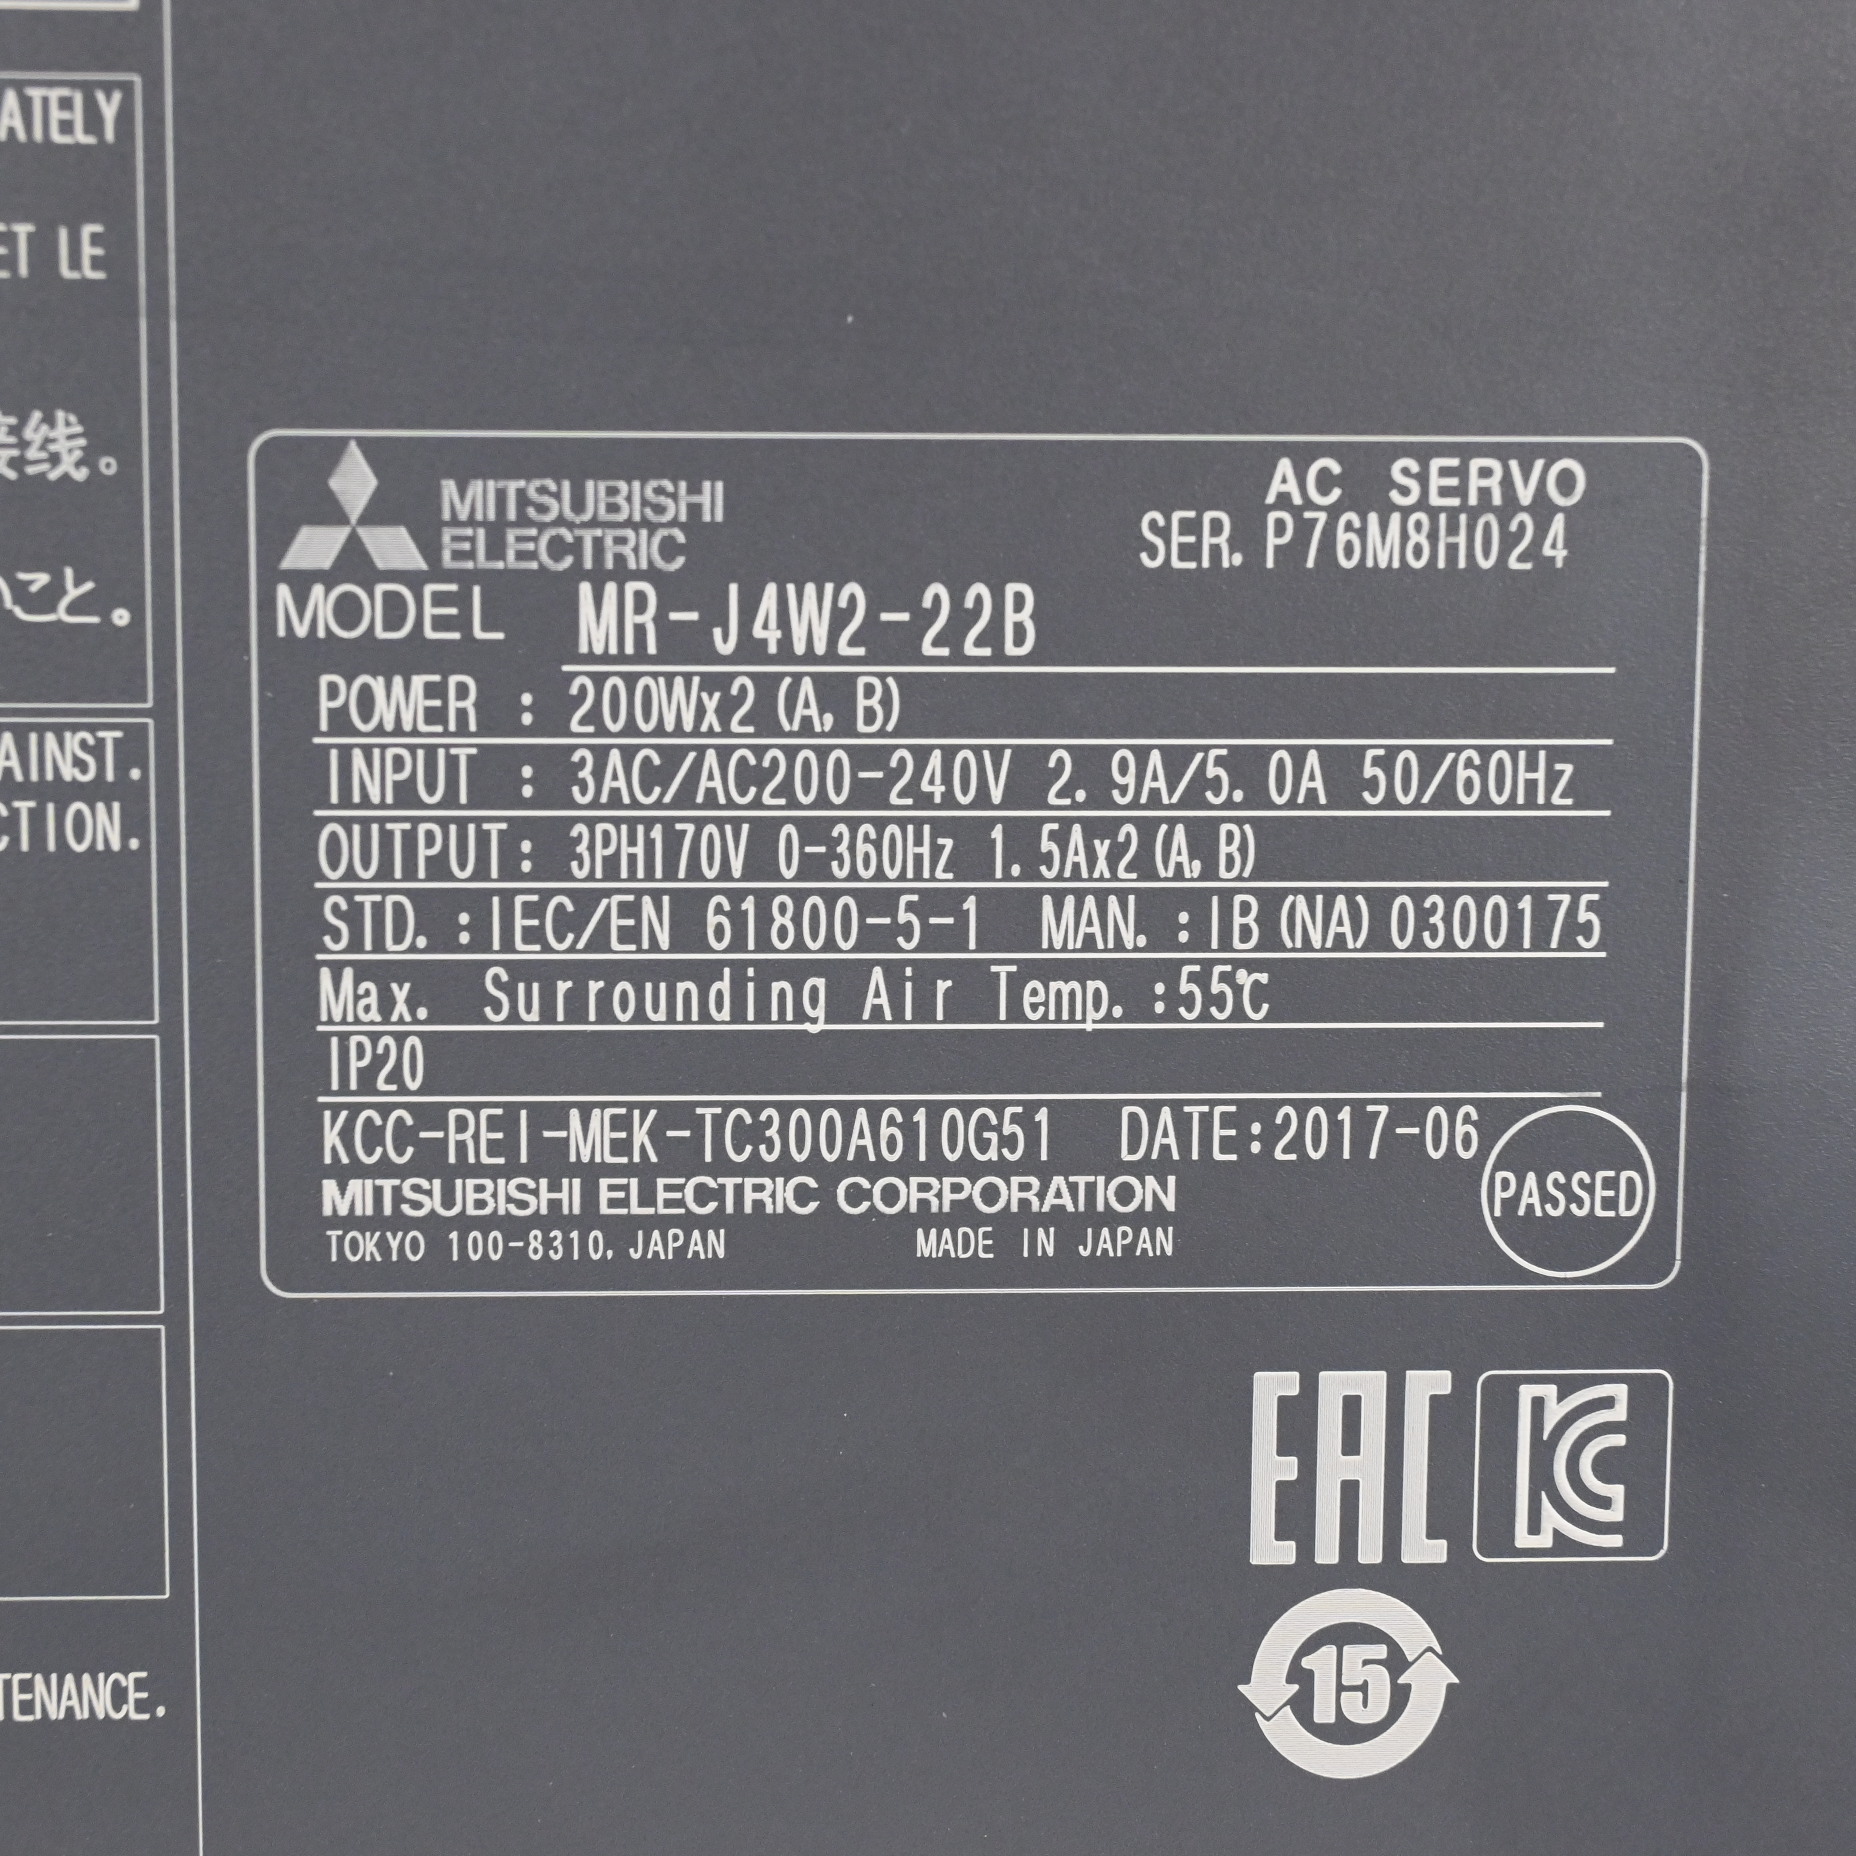 ATELY
ET LE
接线。
いこと。
AINST.
CTION.
TENANCE.
MITSUBISHI
ELECTRIC
AC SERVO
SER. P76M8H024
MODEL MR-J4W2-22B
POWER : 200Wx2 (A, B)
INPUT : 3AC/AC200-240V 2.9A/5.0A 50/60Hz
OUTPUT: 3PH170V 0-360Hz 1.5Ax2 (A, B)
STD. : IEC/EN 61800-5-1 MAN. : IB (NA) 0300175
Max. Surrounding Air Temp. :55℃
IP20
KCC-REI-MEK-TC300A610G51 DATE:2017-06
PASSED
MITSUBISHI ELECTRIC CORPORATION
TOKYO 100-8310, JAPAN MADE IN JAPAN
EAC
KC
15